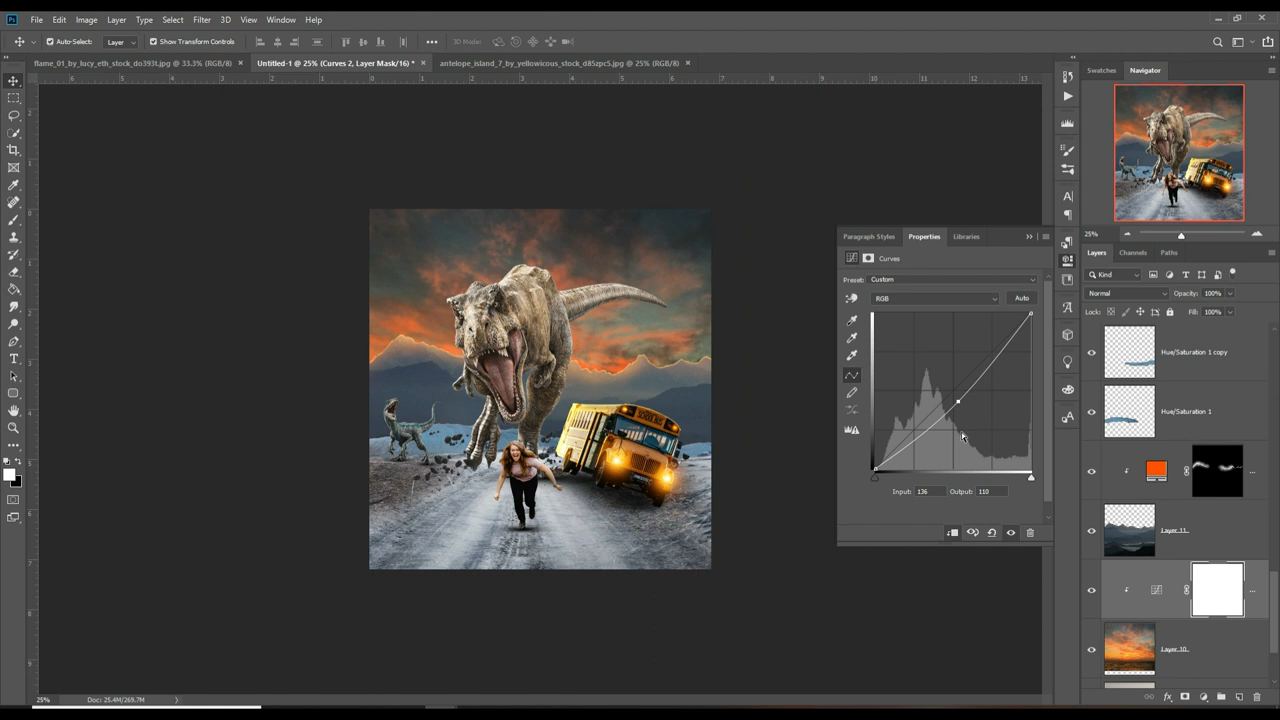 Ps File Edit Image Layer Type Select Filter 3D View Window Help
Auto-Select: Layer Show Transform Controls 3D Mode:
flame_01_by_lucy_eth_stock_do393t.jpg @ 33.3% (RGB/8) × Untitled-1 @ 25% (Curves 2, Layer Mask/16) * × antelope_island_7_by_yellowicous_stock_d85zpc5.jpg @ 25% (RGB/8) ×
Swatches Navigator
25%
Paragraph Styles Properties Libraries
Curves
Preset: Custom
RGB Auto
Input: 136 Output: 110
Layers Channels Paths
Kind
Normal Opacity: 100%
Lock: Fill: 100%
Hue/Saturation 1 copy
Hue/Saturation 1
Layer 11
Layer 10
25% Doc: 25.4M/269.7M